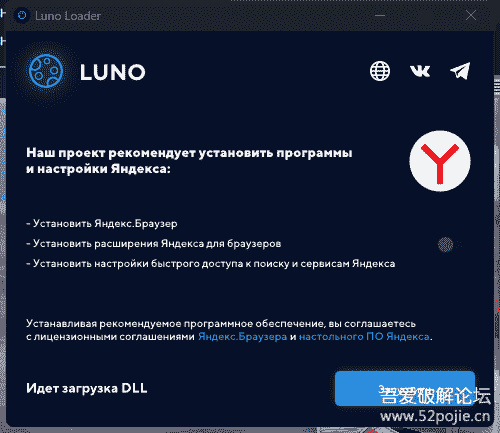 Luno Loader
LUNO
Наш проект рекомендует установить программы
и настройки Яндекса:
- Установить Яндекс.Браузер
- Установить расширения Яндекса для браузеров
- Установить настройки быстрого доступа к поиску и сервисам Яндекса
Устанавливая рекомендуемое программное обеспечение, вы соглашаетесь
с лицензионными соглашениями Яндекс.Браузера и настольного ПО Яндекса.
Идет загрузка DLL
吾爱破解论坛
www.52pojie.cn